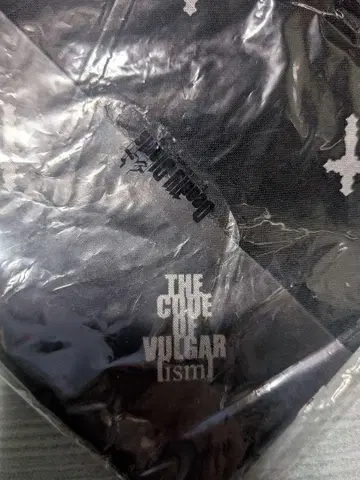 THE
CODE
OF
VULGAR
[ism]